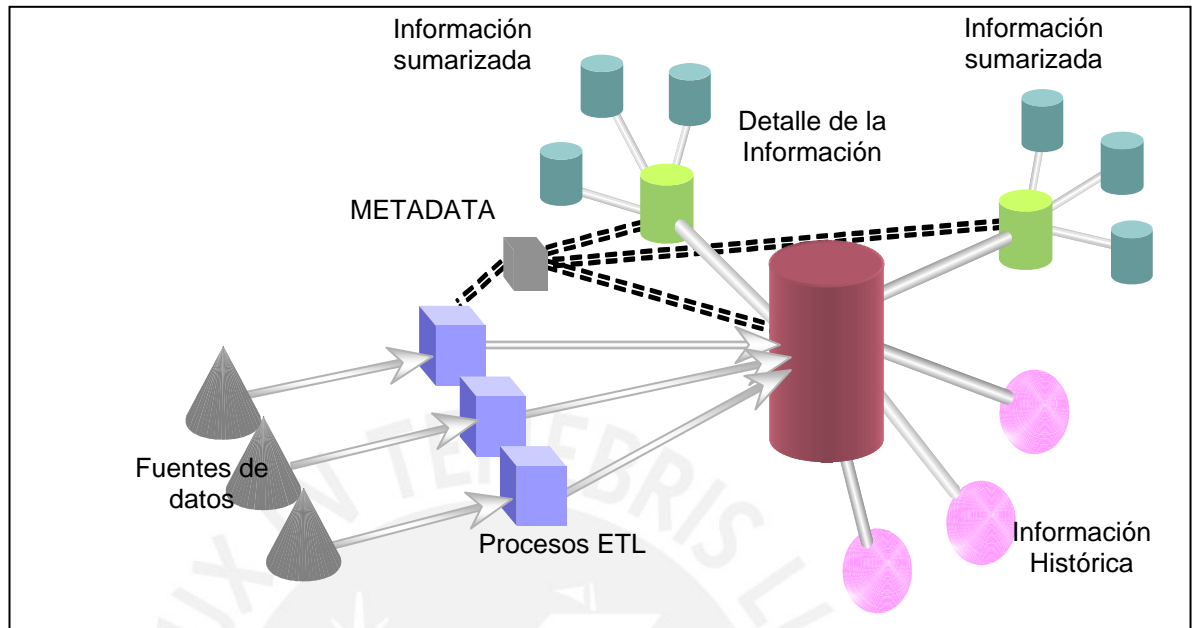 Información
sumarizada
Información
sumarizada
Detalle de la
Información
METADATA
Fuentes de
datos
Procesos ETL
Información
Histórica